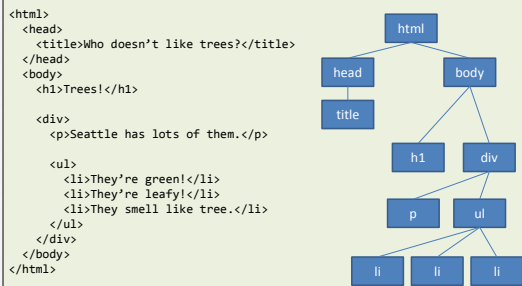 <html>
<head>
<title>Who doesn’t like trees?</title>
</head>
<body>
<h1>Trees!</h1>
<div>
<p>Seattle has lots of them.</p>
<ul>
<li>They’re green!</li>
<li>They’re leafy!</li>
<li>They smell like tree.</li>
</ul>
</div>
</body>
</html>
html
head body
title
h1 div
p ul
li li li